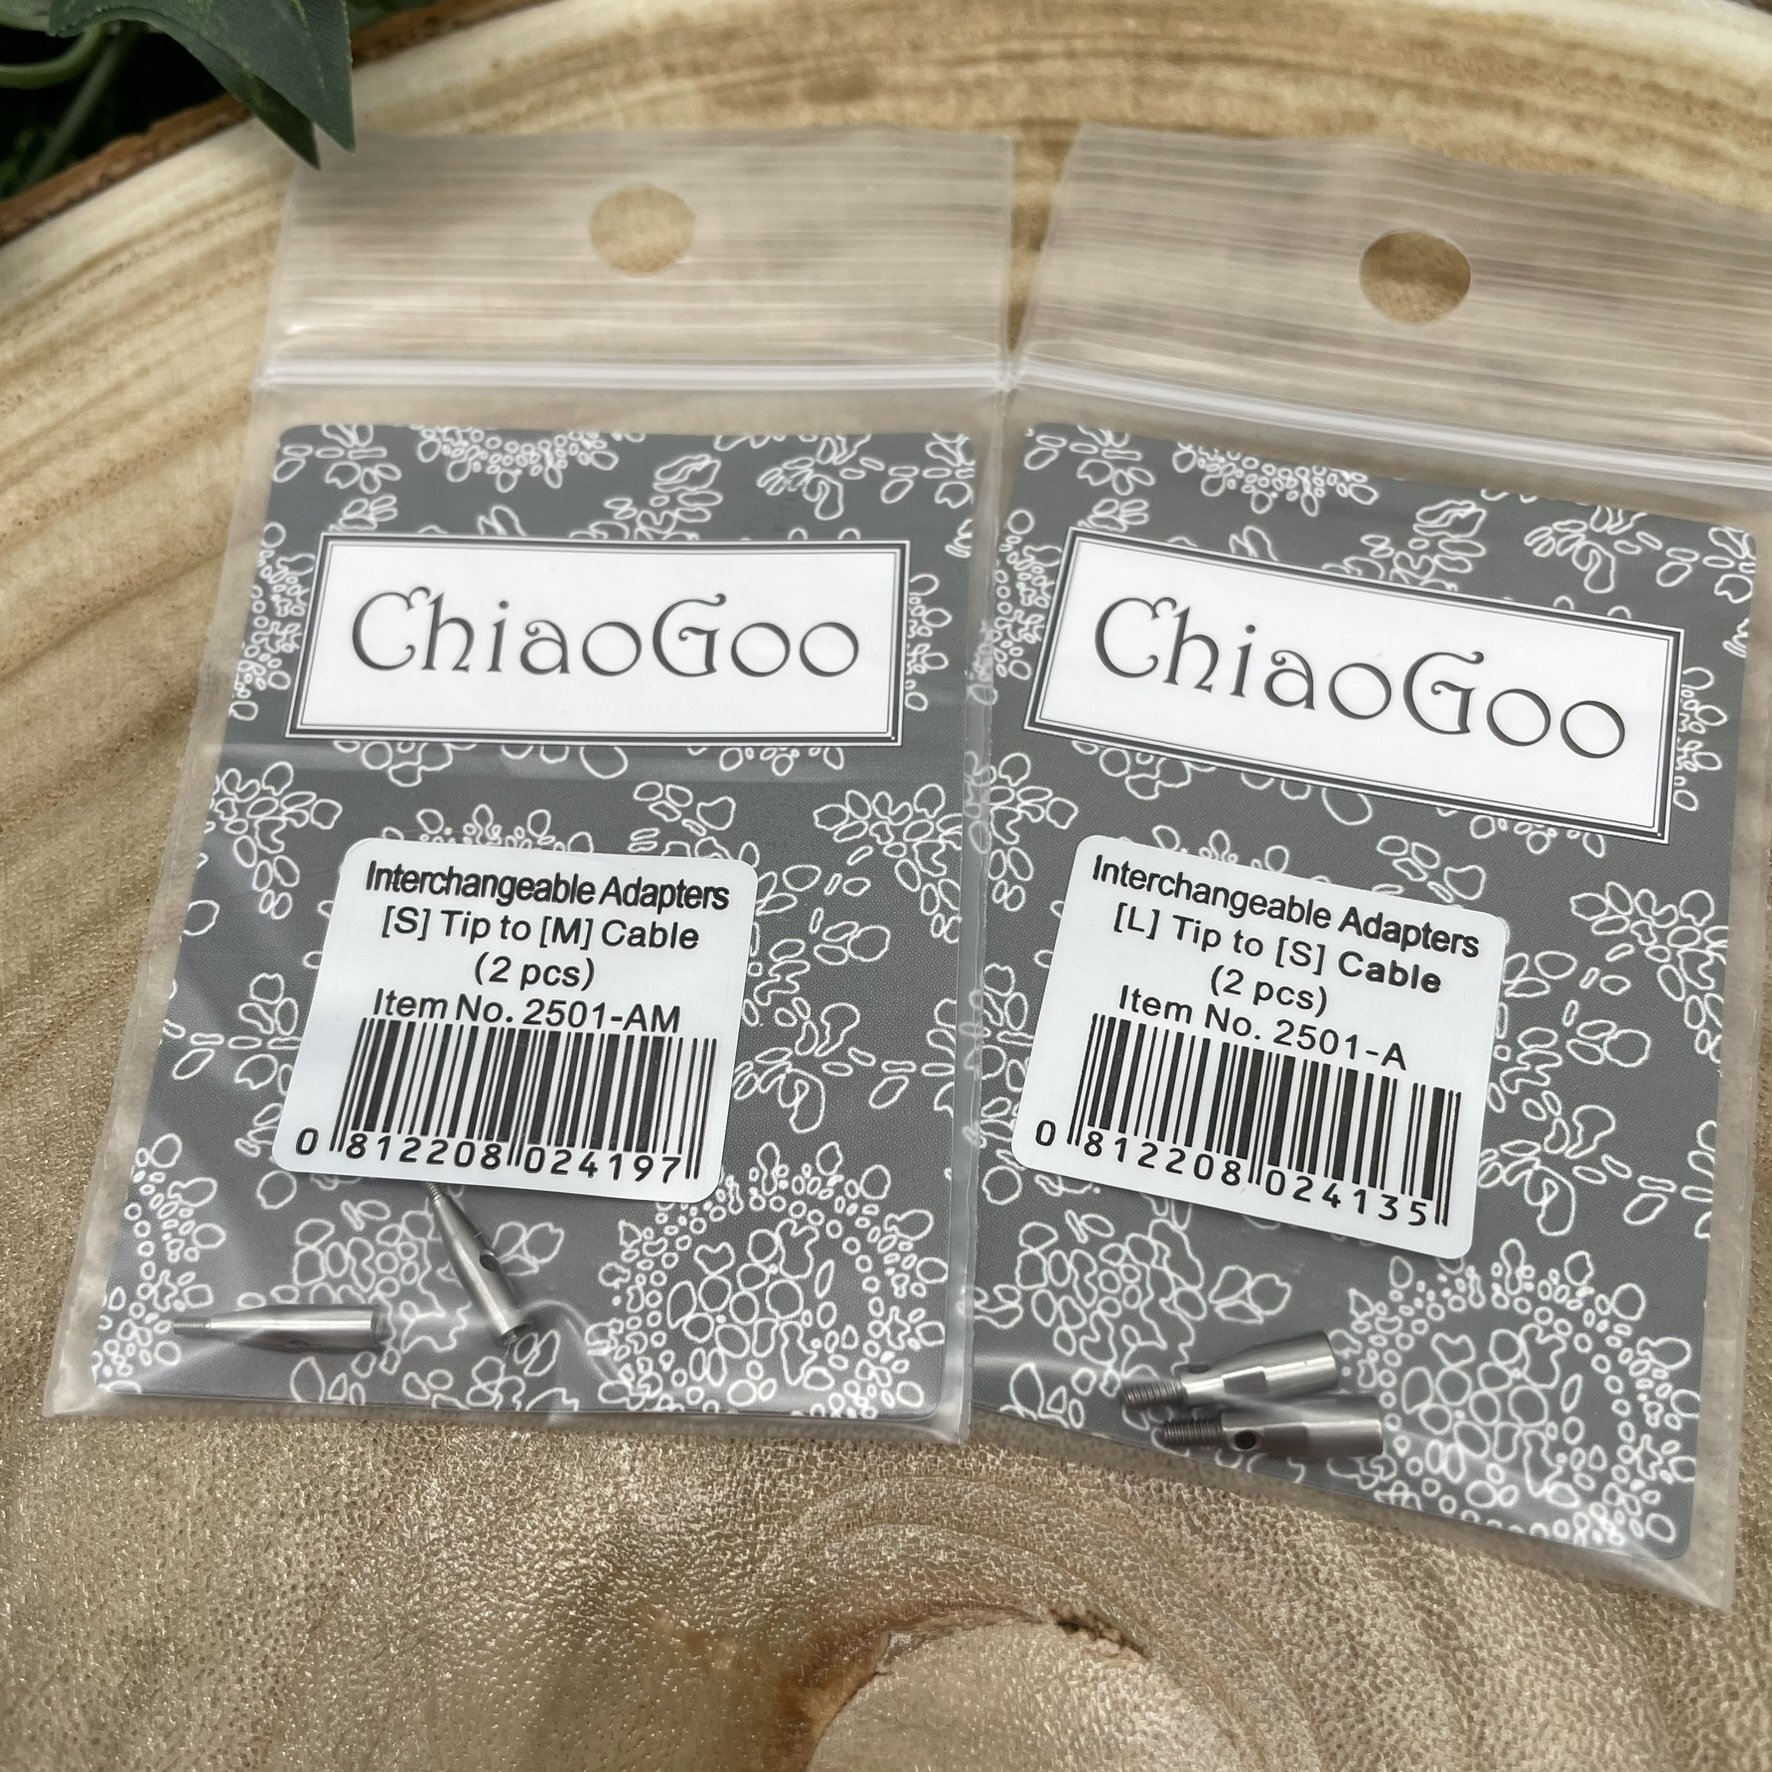 ChiaoGoo
Interchangeable Adapters
[S] Tip to [M] Cable
(2 pcs)
Item No. 2501-AM
0 812208 024197
ChiaoGoo
Interchangeable Adapters
[L] Tip to [S] Cable
(2 pcs)
Item No. 2501-A
0 812208 024135